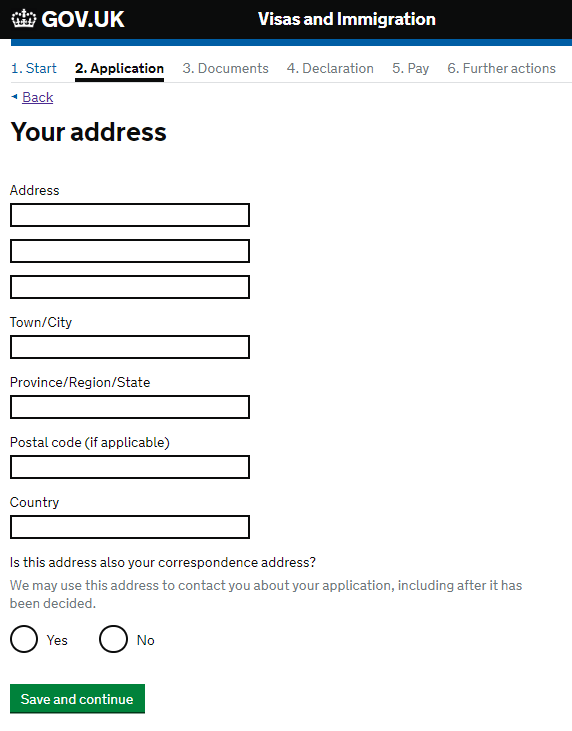 GOV.UK Visas and Immigration
1. Start 2. Application 3. Documents 4. Declaration 5. Pay 6. Further actions
Back
Your address
Address
Town/City
Province/Region/State
Postal code (if applicable)
Country
Is this address also your correspondence address?
We may use this address to contact you about your application, including after it has
been decided.
Yes No
Save and continue